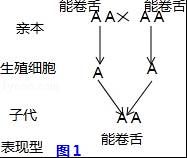 能卷舌 能卷舌
亲本 AA × AA
生殖细胞 A A
子代 AA
能卷舌
表现型 图1